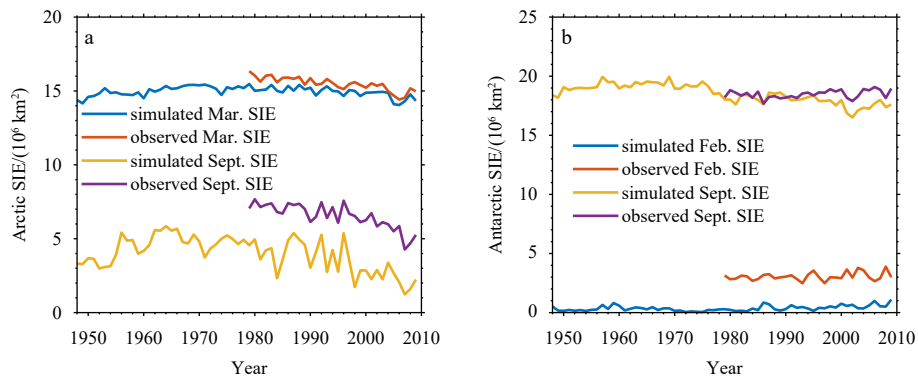 a
20
15
10
5
0
Arctic SIE/(10⁶ km²)
simulated Mar. SIE
observed Mar. SIE
simulated Sept. SIE
observed Sept. SIE
1950 1960 1970 1980 1990 2000 2010
Year
b
25
20
15
10
5
0
Antarctic SIE/(10⁶ km²)
simulated Feb. SIE
observed Feb. SIE
simulated Sept. SIE
observed Sept. SIE
1950 1960 1970 1980 1990 2000 2010
Year